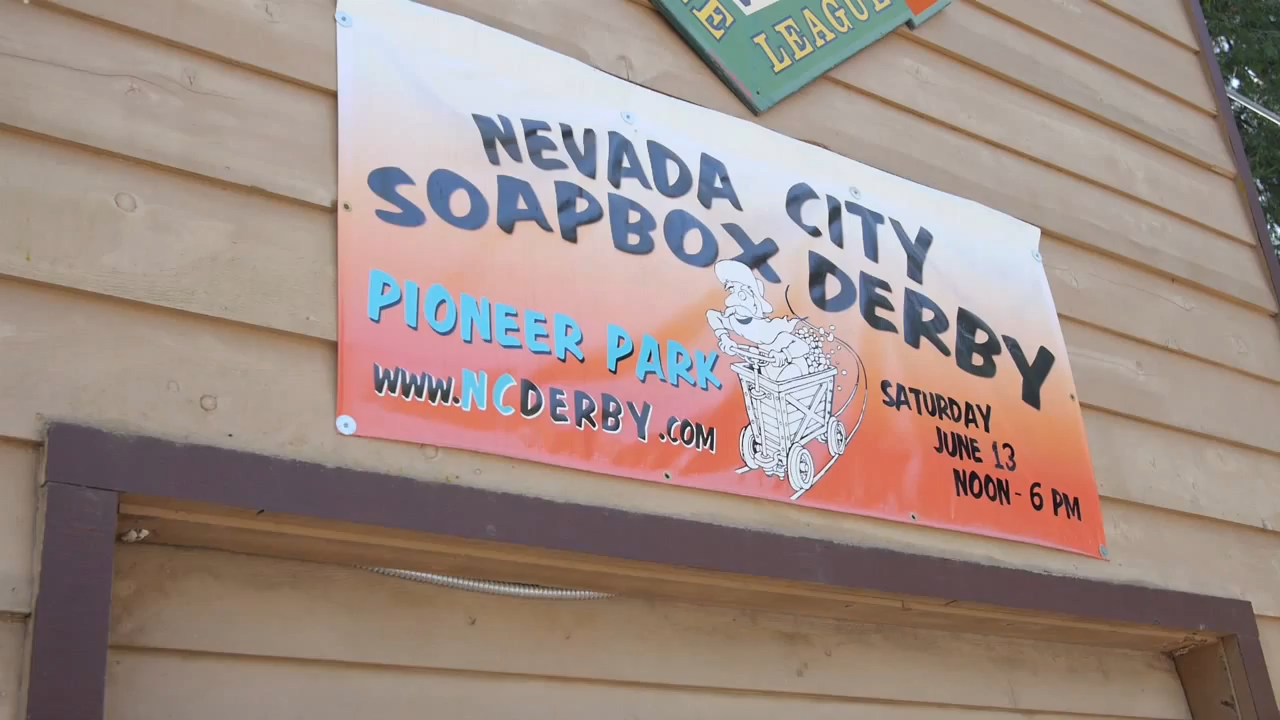 LEAGUE
NEVADA CITY
SOAPBOX DERBY
PIONEER PARK
WWW.NCDERBY.COM
SATURDAY
JUNE 13
NOON - 6 PM